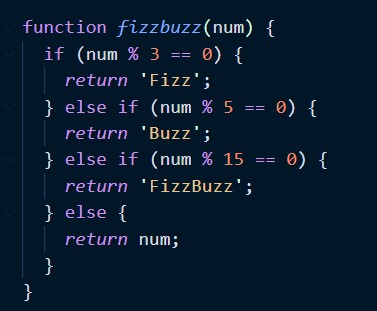 function fizzbuzz(num) {
  if (num % 3 == 0) {
    return 'Fizz';
  } else if (num % 5 == 0) {
    return 'Buzz';
  } else if (num % 15 == 0) {
    return 'FizzBuzz';
  } else {
    return num;
  }
}